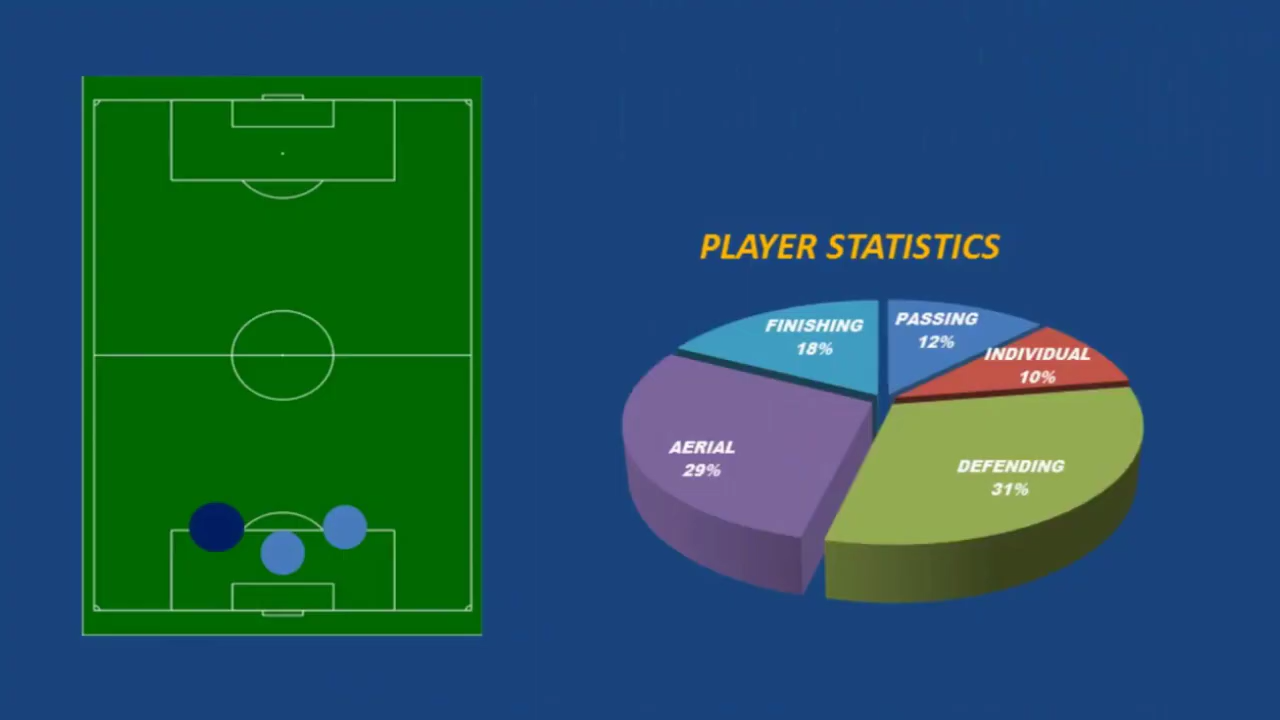 PLAYER STATISTICS
FINISHING
18%
PASSING
12%
INDIVIDUAL
10%
AERIAL
29%
DEFENDING
31%